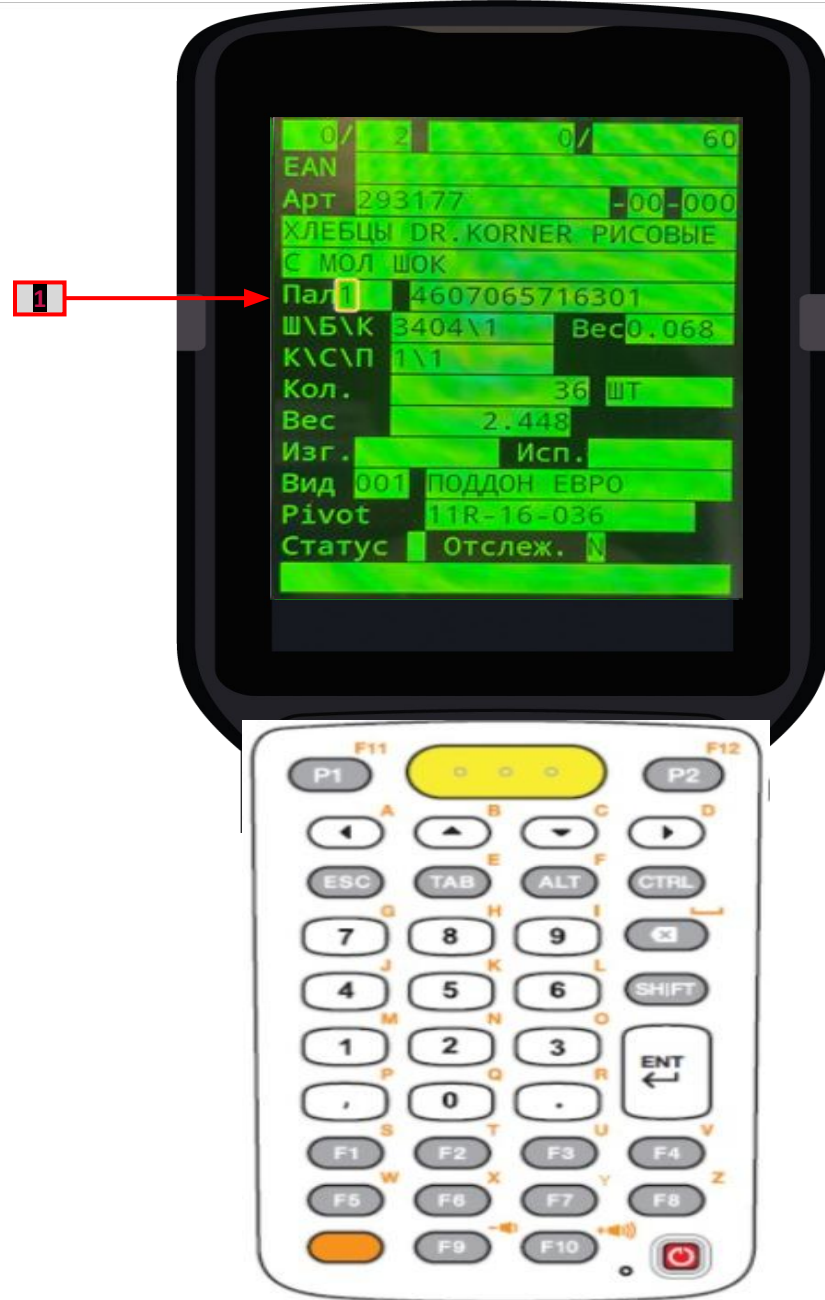 0/ 2 0/ 60
EAN
Арт 293177 -00-000
ХЛЕБЦЫ DR.KORNER РИСОВЫЕ
С МОЛ ШОК
1
Пал 1 4607065716301
Ш\Б\К 3404\1 Вес 0.068
К\С\П 1\1
Кол. 36 ШТ
Вес 2.448
Изг. Исп.
Вид 001 ПОДДОН ЕВРО
Pivot 11R-16-036
Статус Отслеж. N
F11 F12
P1 P2
A B C D
E F
ESC TAB ALT CTRL
G H I
7 8 9
J K L
4 5 6 SHIFT
M N O
1 2 3 ENT
P Q R
, 0 .
S T U V
F1 F2 F3 F4
W X Y Z
F5 F6 F7 F8
- +
F9 F10